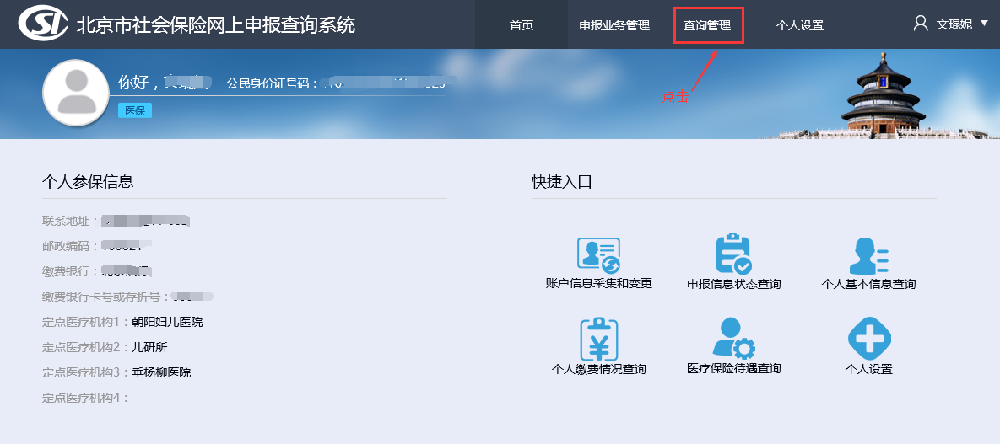 北京市社会保险网上申报查询系统
首页 申报业务管理 查询管理 个人设置 文琨妮
你好， 公民身份证号码：
点击
医保
个人参保信息
联系地址：
邮政编码：
缴费银行：
缴费银行卡号或存折号：
定点医疗机构1：朝阳妇儿医院
定点医疗机构2：儿研所
定点医疗机构3：垂杨柳医院
定点医疗机构4：
快捷入口
账户信息采集和变更 申报信息状态查询 个人基本信息查询
个人缴费情况查询 医疗保险待遇查询 个人设置